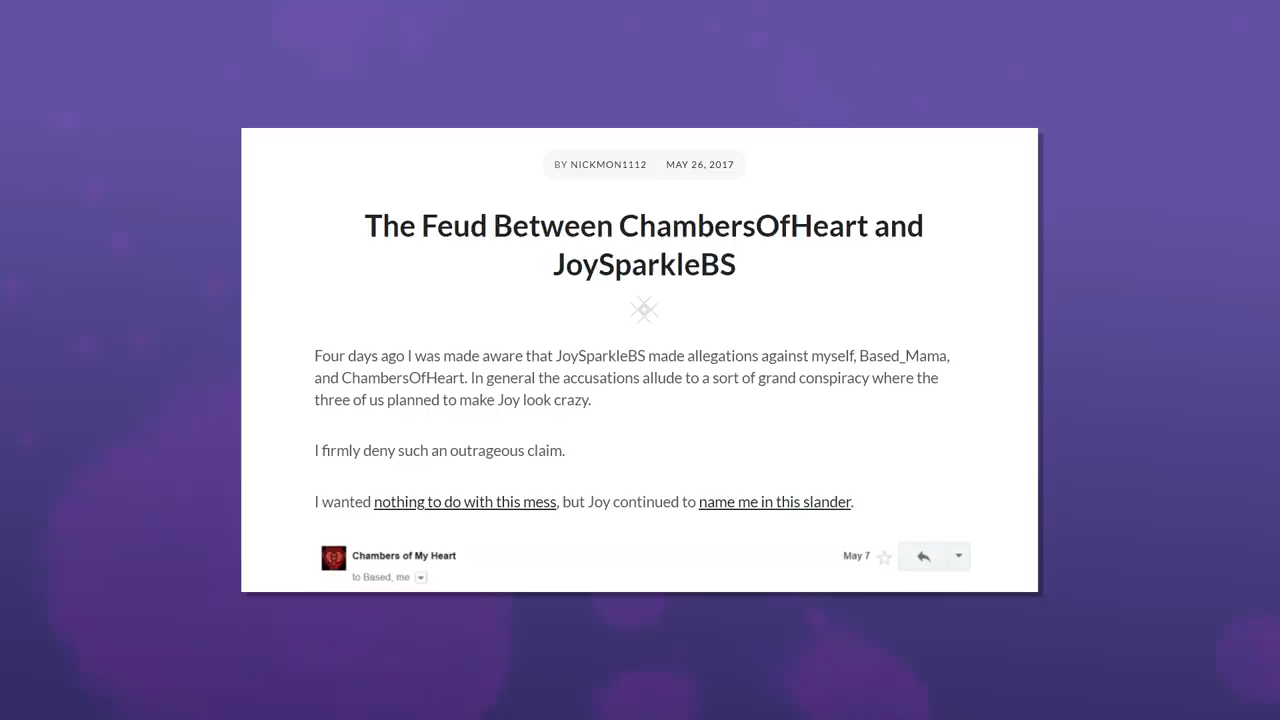 BY NICKMON1112 MAY 26, 2017
The Feud Between ChambersOfHeart and
JoySparkleBS
Four days ago I was made aware that JoySparkleBS made allegations against myself, Based_Mama,
and ChambersOfHeart. In general the accusations allude to a sort of grand conspiracy where the
three of us planned to make Joy look crazy.
I firmly deny such an outrageous claim.
I wanted nothing to do with this mess, but Joy continued to name me in this slander.
Chambers of My Heart May 7
to Based, me